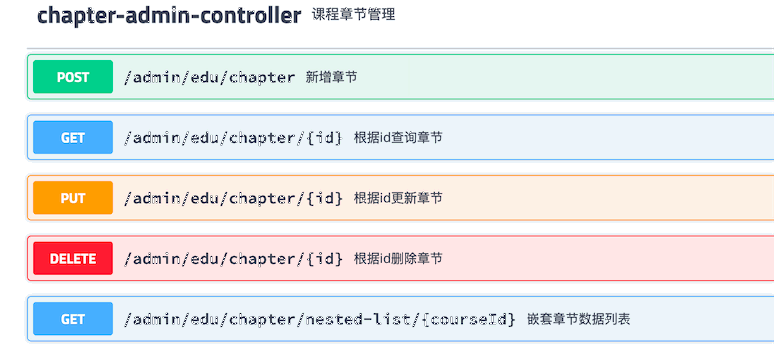 chapter-admin-controller 课程章节管理
POST /admin/edu/chapter 新增章节
GET /admin/edu/chapter/{id} 根据id查询章节
PUT /admin/edu/chapter/{id} 根据id更新章节
DELETE /admin/edu/chapter/{id} 根据id删除章节
GET /admin/edu/chapter/nested-list/{courseId} 嵌套章节数据列表